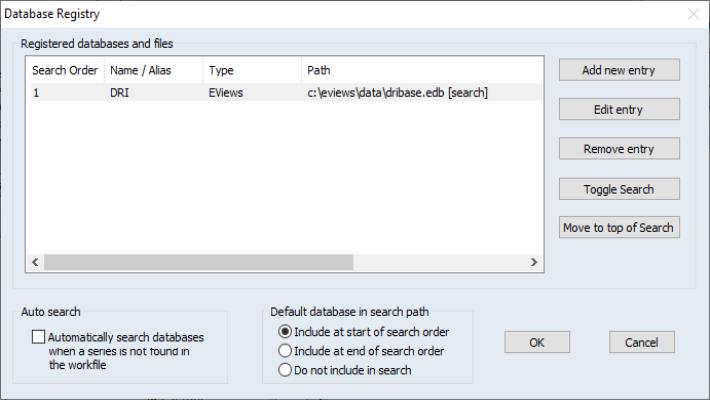 Database Registry
Registered databases and files
Search Order Name / Alias Type Path
1 DRI EViews c:\eviews\data\dribase.edb [search]
Add new entry
Edit entry
Remove entry
Toggle Search
Move to top of Search
Auto search
Automatically search databases
when a series is not found in
the workfile
Default database in search path
Include at start of search order
Include at end of search order
Do not include in search
OK
Cancel